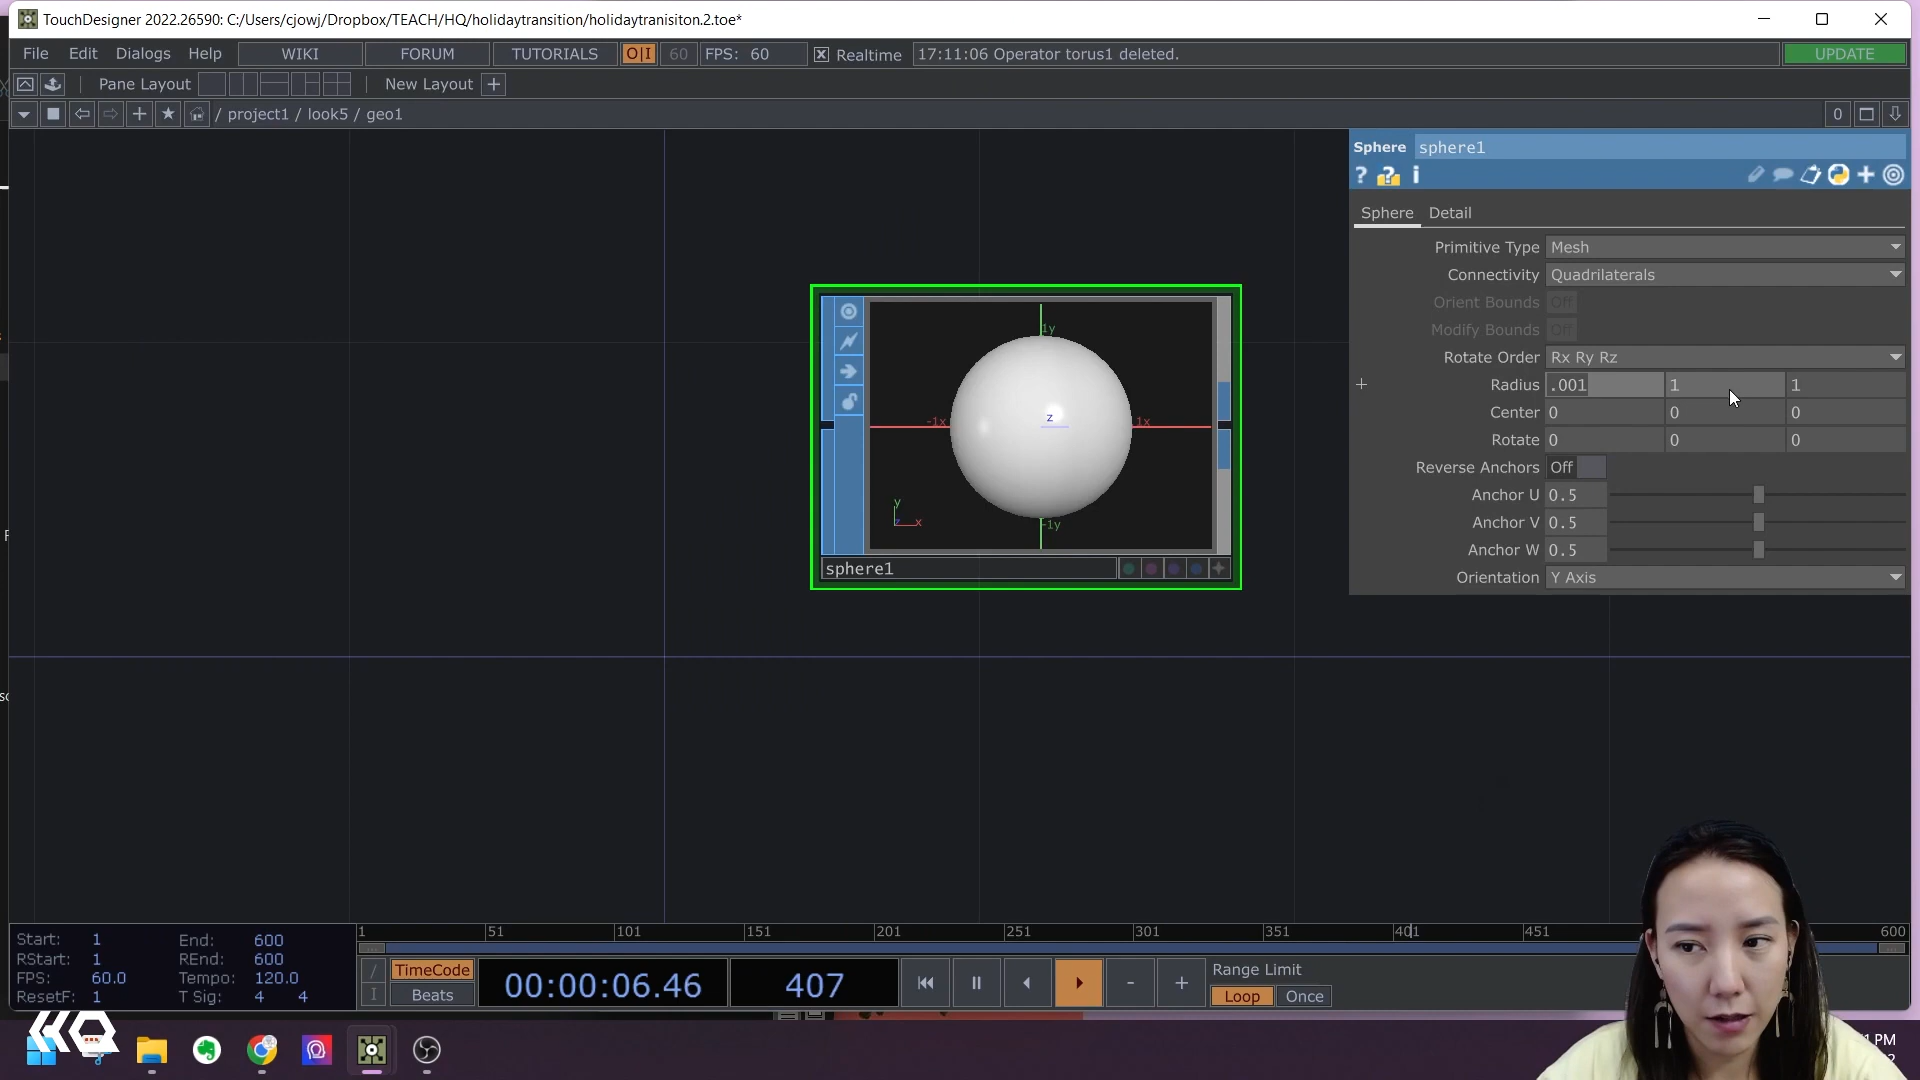 TouchDesigner 2022.26590: C:/Users/cjowj/Dropbox/TEACH/HQ/holidaytransition/holidaytranisiton.2.toe*
File Edit Dialogs Help WIKI FORUM TUTORIALS O|I 60 FPS: 60 Realtime 17:11:06 Operator torus1 deleted. UPDATE
Pane Layout New Layout +
/ project1 / look5 / geo1 0
Sphere sphere1
? ? i
Sphere Detail
Primitive Type Mesh
Connectivity Quadrilaterals
Orient Bounds Off
Modify Bounds Off
Rotate Order Rx Ry Rz
+ Radius .001 1 1
Center 0 0 0
Rotate 0 0 0
Reverse Anchors Off
Anchor U 0.5
Anchor V 0.5
Anchor W 0.5
Orientation Y Axis
1y
-1x z 1x
-1y
y
z x
sphere1
1 51 101 151 201 251 301 351 401 451 600
Start: 1 End: 600
RStart: 1 REnd: 600
FPS: 60.0 Tempo: 120.0
ResetF: 1 T Sig: 4 4
/ TimeCode
I Beats
00:00:06.46 407
- +
Range Limit
Loop Once
HQ
PM